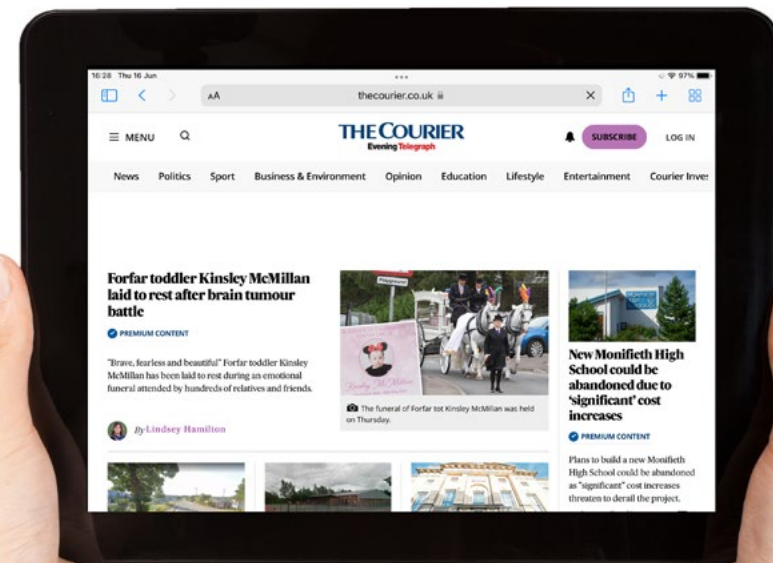 16:28 Thu 16 Jun
97%
AA
thecourier.co.uk
MENU
THE COURIER
Evening Telegraph
SUBSCRIBE
LOG IN
News Politics Sport Business & Environment Opinion Education Lifestyle Entertainment Courier Inves
Forfar toddler Kinsley McMillan
laid to rest after brain tumour
battle
PREMIUM CONTENT
"Brave, fearless and beautiful" Forfar toddler Kinsley
McMillan has been laid to rest during an emotional
funeral attended by hundreds of relatives and friends.
By Lindsey Hamilton
Playground
Kinsley McMillan
The funeral of Forfar tot Kinsley McMillan was held
on Thursday.
New Monifieth High
School could be
abandoned due to
‘significant’ cost
increases
PREMIUM CONTENT
Plans to build a new Monifieth
High School could be abandoned
as "significant" cost increases
threaten to derail the project.